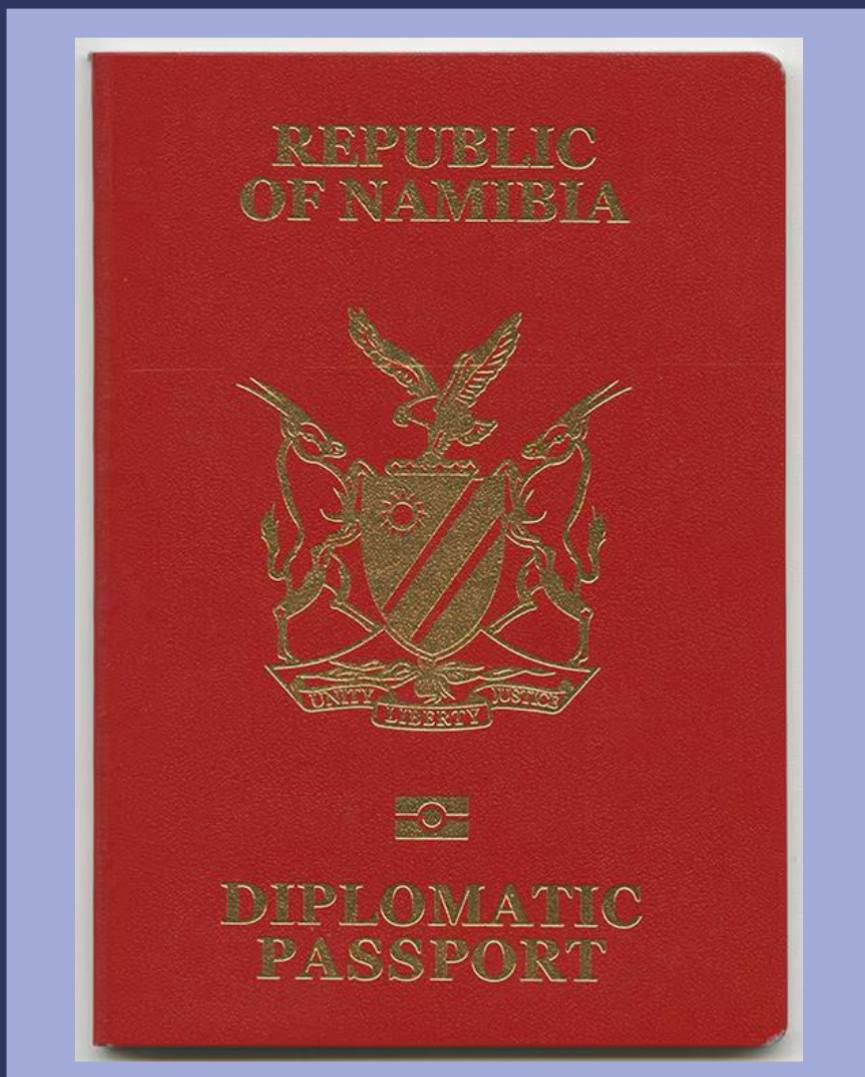 REPUBLIC
OF NAMIBIA
UNITY
LIBERTY
JUSTICE
DIPLOMATIC
PASSPORT